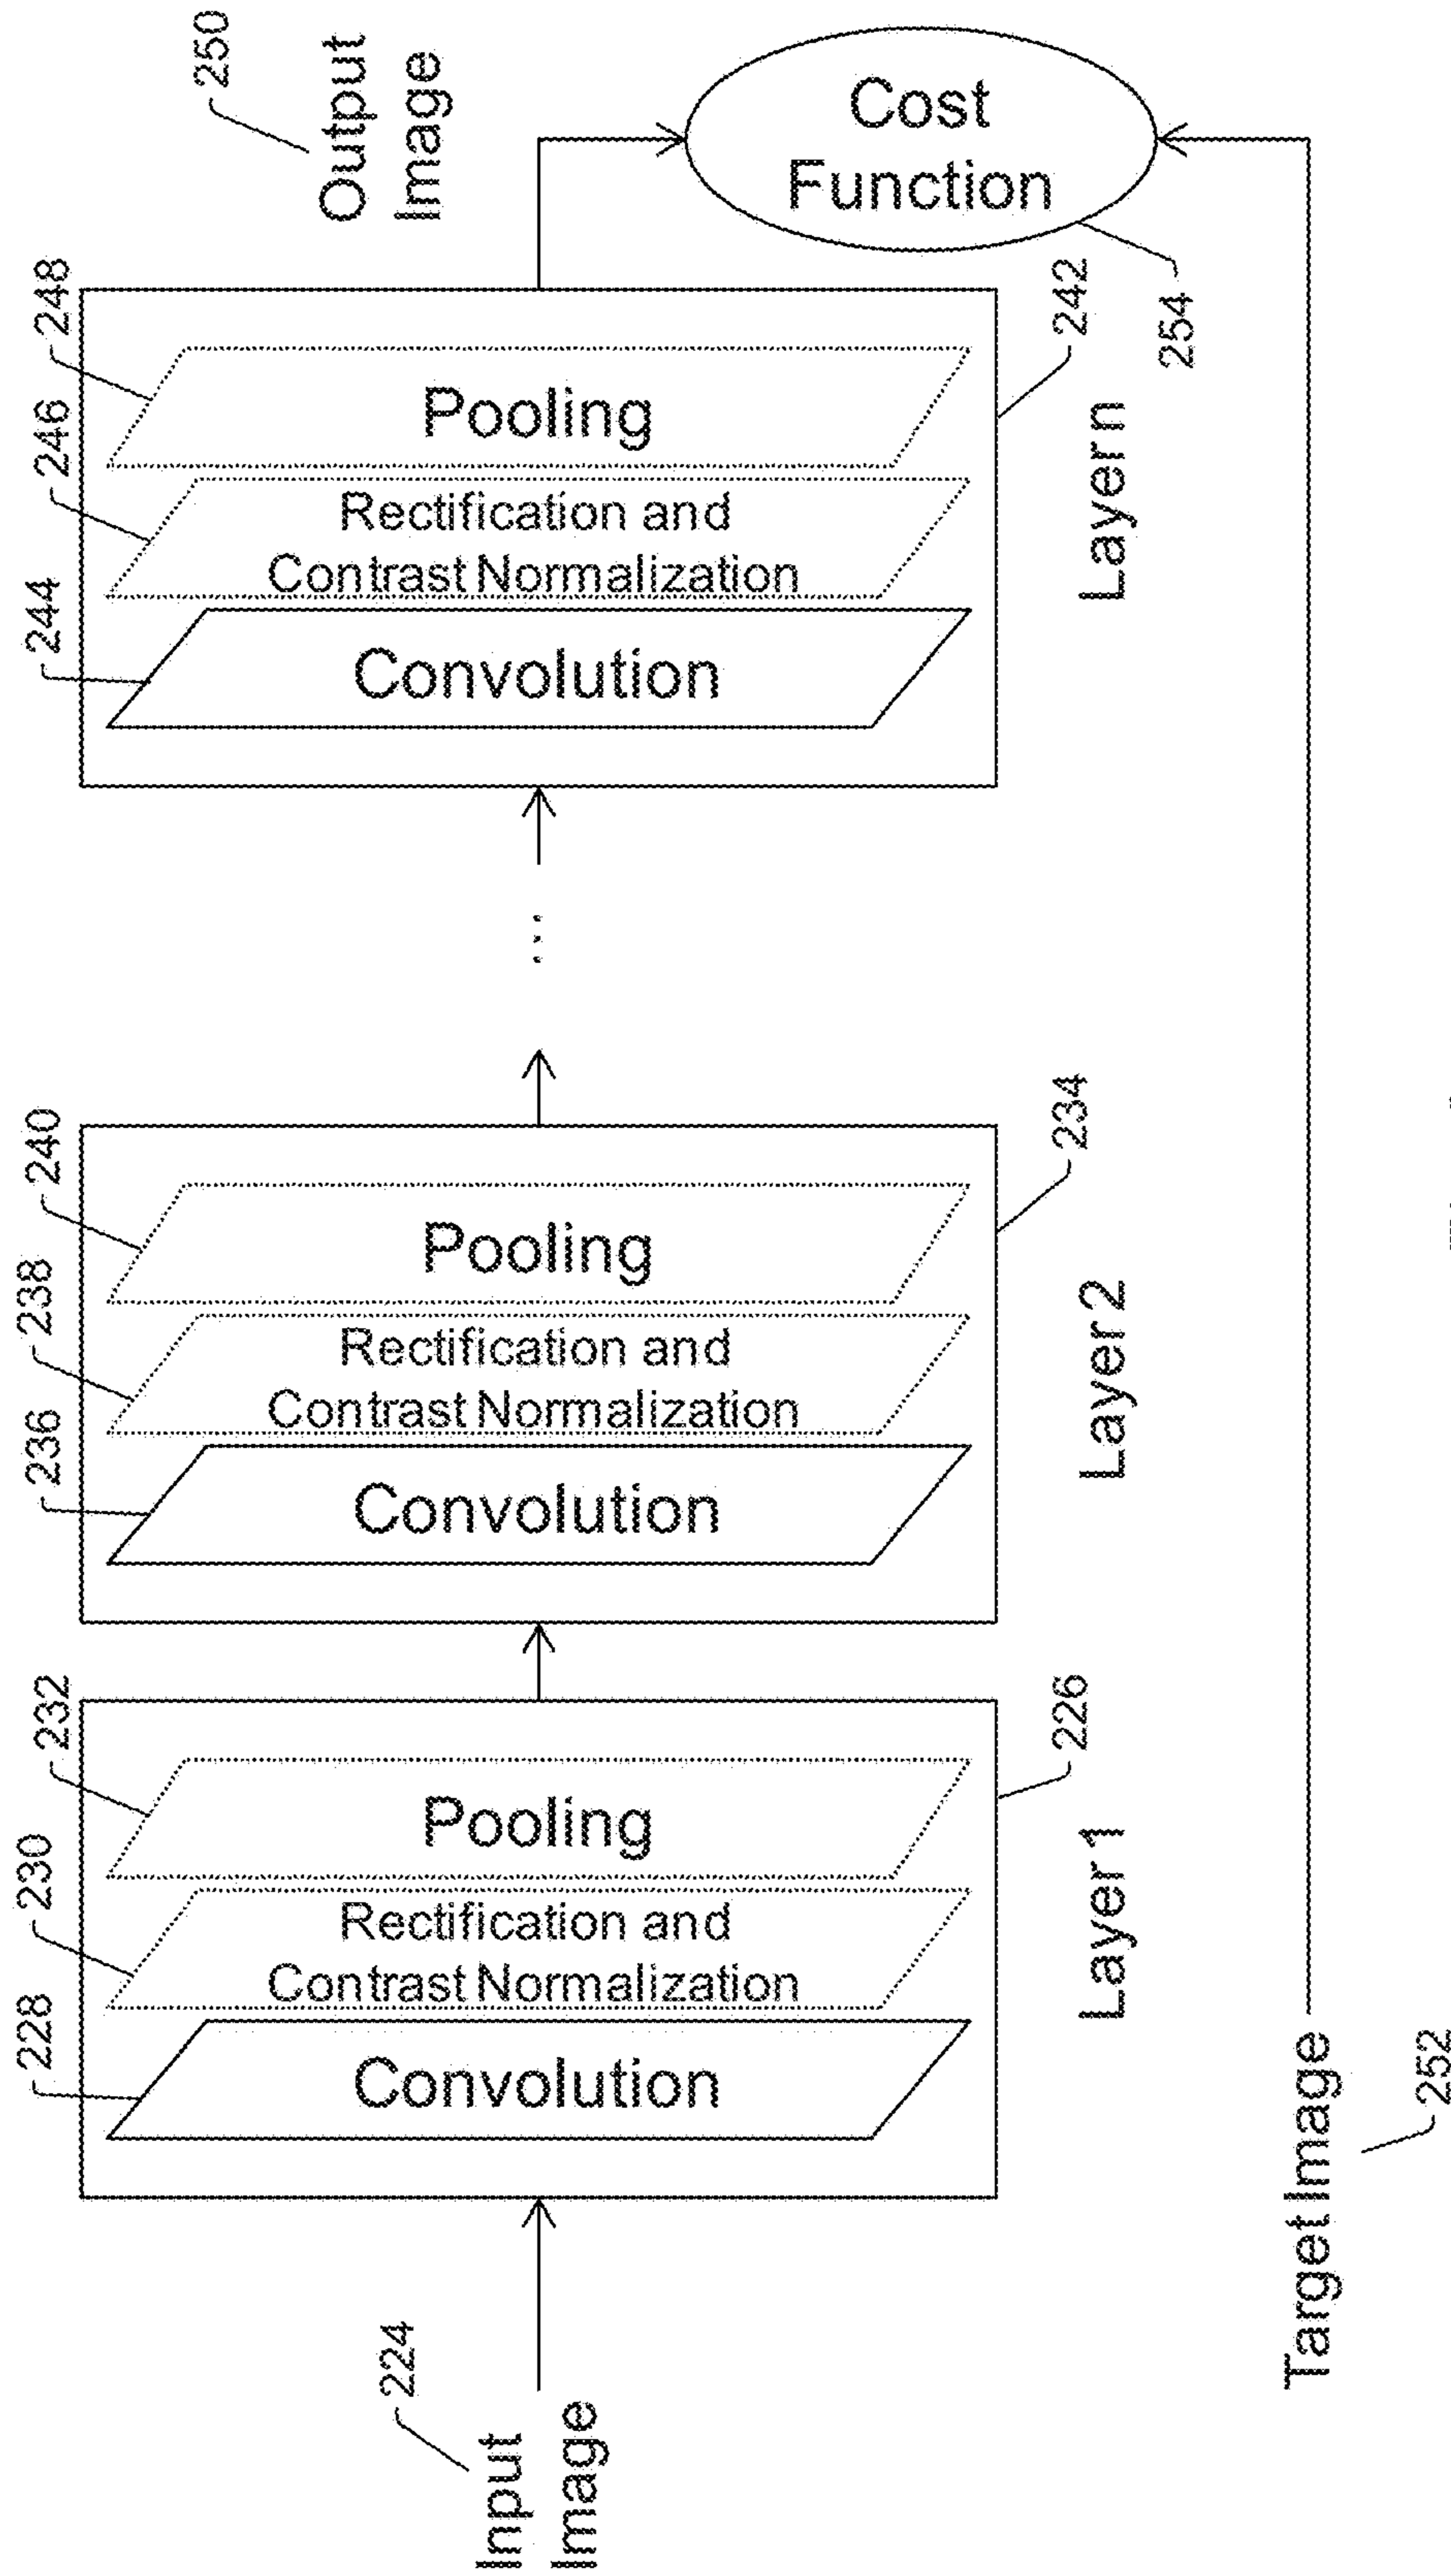 250
Output
Image
248
246
244
Pooling
Rectification and
Contrast Normalization
Convolution
242
Layer n
Cost
Function
254
...
240
238
236
Pooling
Rectification and
Contrast Normalization
Convolution
234
Layer 2
232
230
228
Pooling
Rectification and
Contrast Normalization
Convolution
226
Layer 1
224
Input
Image
Target Image
252